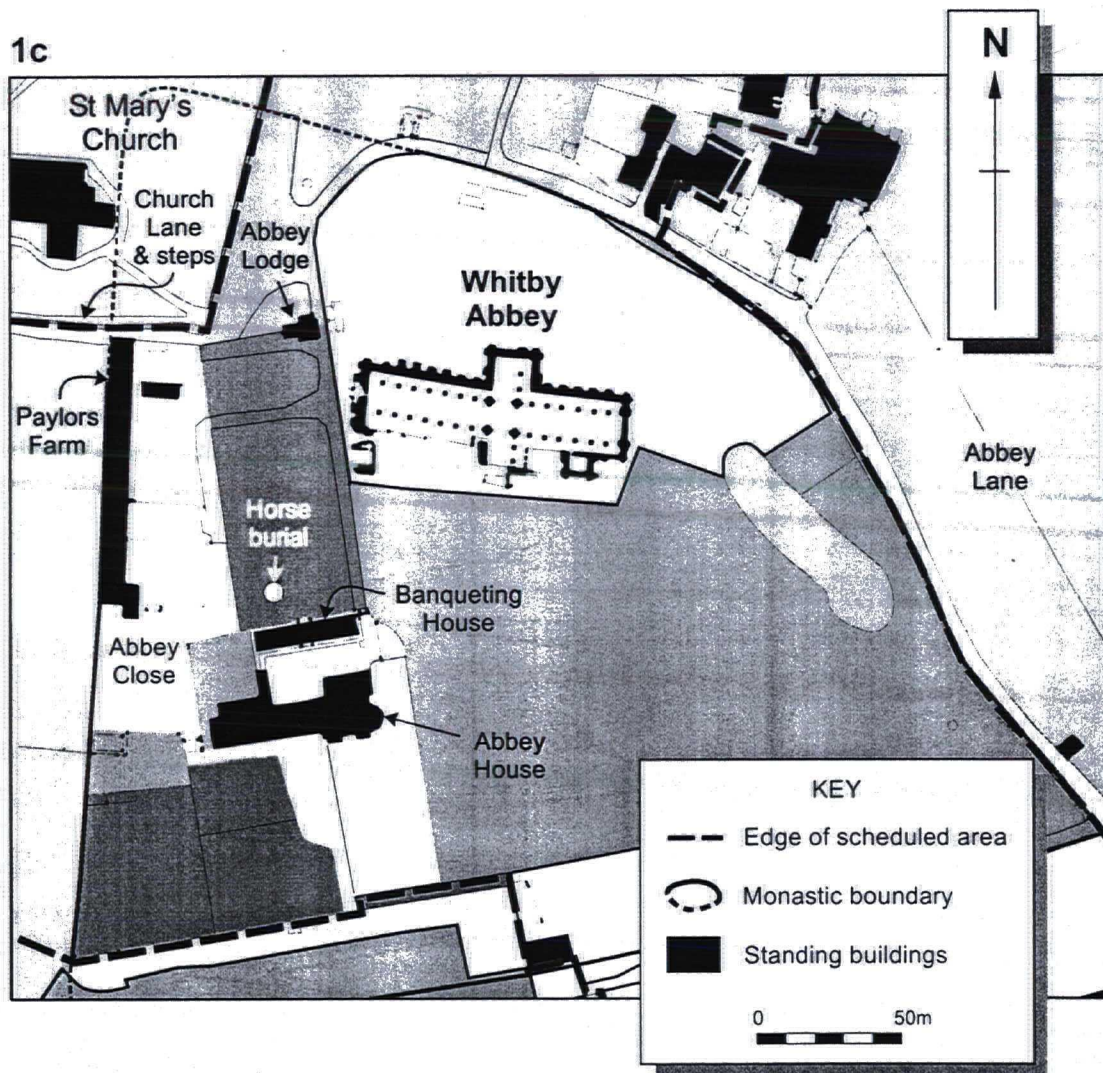 1c
N
St Mary's
Church
Church
Lane
& steps
Abbey
Lodge
Whitby
Abbey
Paylors
Farm
Abbey
Lane
Horse
burial
Banqueting
House
Abbey
Close
Abbey
House
KEY
Edge of scheduled area
Monastic boundary
Standing buildings
0 50m